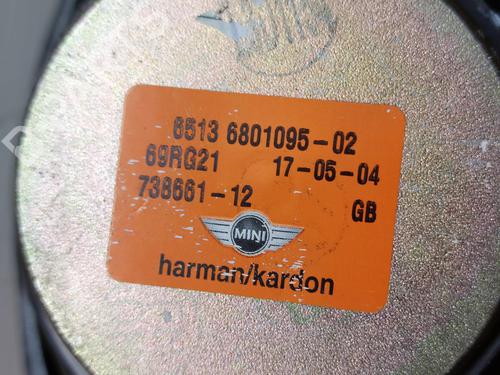 6513 6801095-02
69RG21 17-05-04
738661-12 GB
MINI
harman/kardon